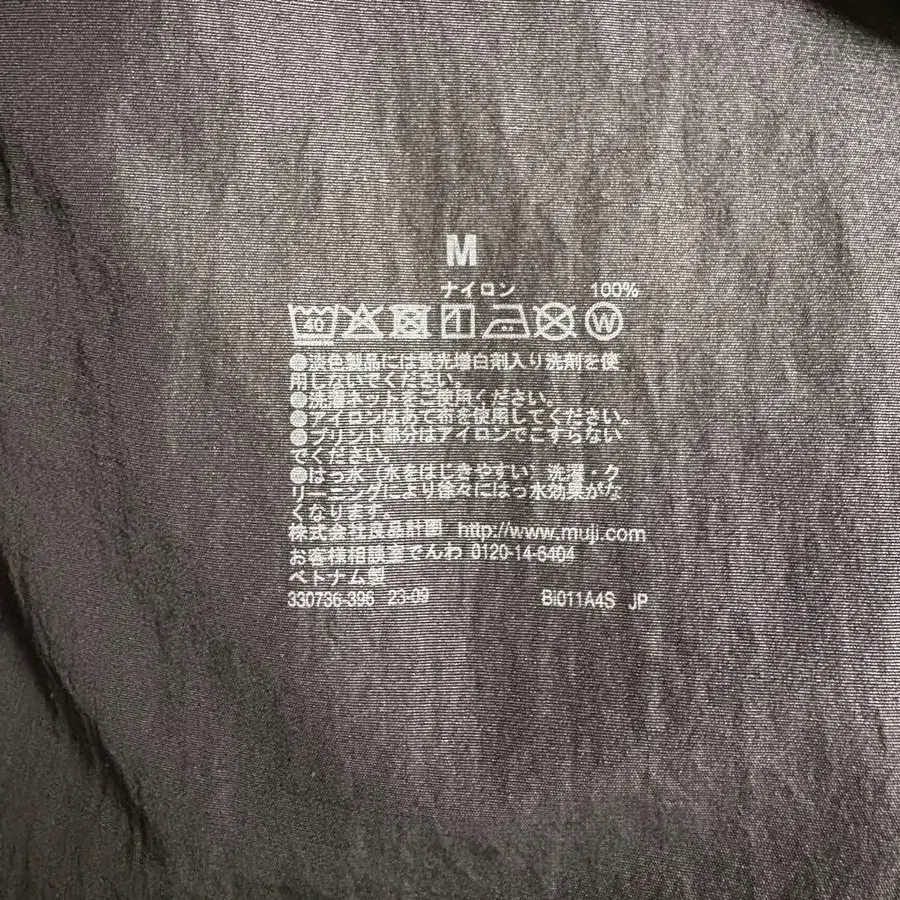 M
ナイロン 100%
40 W
●淡色製品には蛍光増白剤入り洗剤を使
用しないでください。
●洗濯ネットをご使用ください。
●アイロンはあて布を使用してください。
●プリント部分はアイロンでこすらない
でください。
●はっ水（水をはじきやすい）洗濯・ク
リーニングにより徐々にはっ水効果がな
くなります。
株式会社良品計画 http://www.muji.com
お客様相談室でんわ 0120-14-6404
ベトナム製
330736-396 23-09 BI011A4S JP